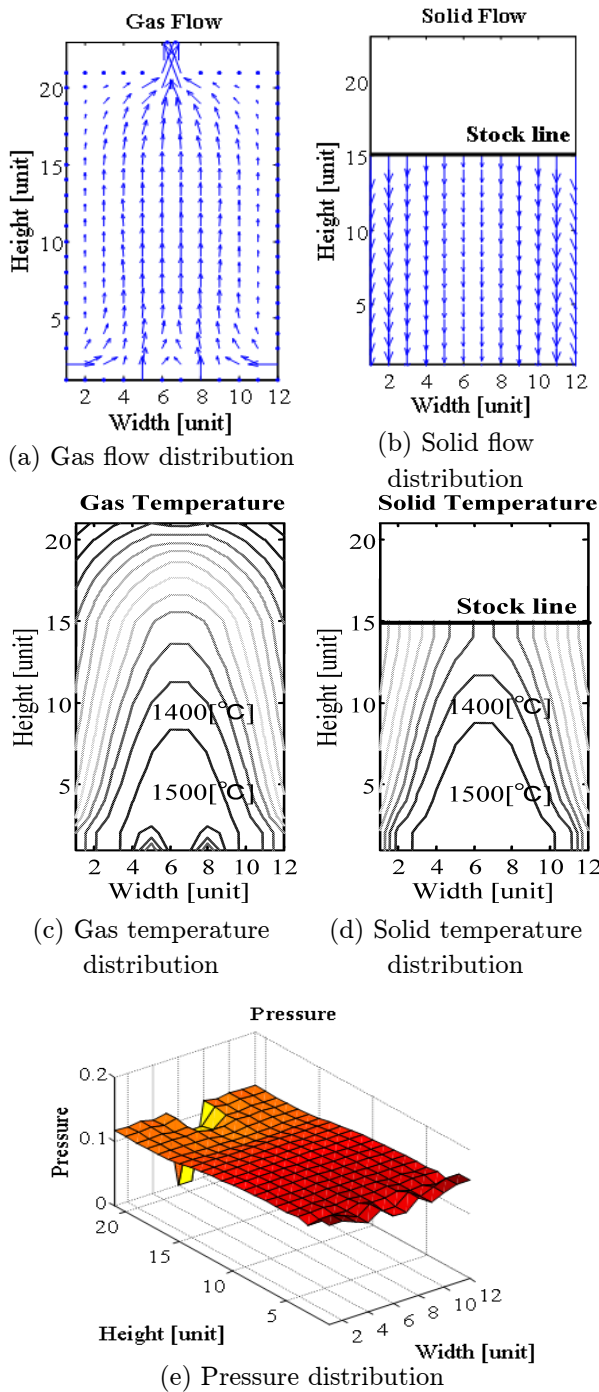 Gas Flow
20
15
10
5
Height [unit]
2 4 6 8 10 12
Width [unit]
(a) Gas flow distribution
Solid Flow
Stock line
20
15
10
5
Height [unit]
2 4 6 8 10 12
Width [unit]
(b) Solid flow
distribution
Gas Temperature
20
15
10
5
Height [unit]
1400[℃]
1500[℃]
2 4 6 8 10 12
Width [unit]
(c) Gas temperature
distribution
Solid Temperature
Stock line
20
15
10
5
Height [unit]
1400[℃]
1500[℃]
2 4 6 8 10 12
Width [unit]
(d) Solid temperature
distribution
Pressure
0.2
0.1
0
Pressure
20
15
10
5
Height [unit]
2 4 6 8 10 12
Width [unit]
(e) Pressure distribution